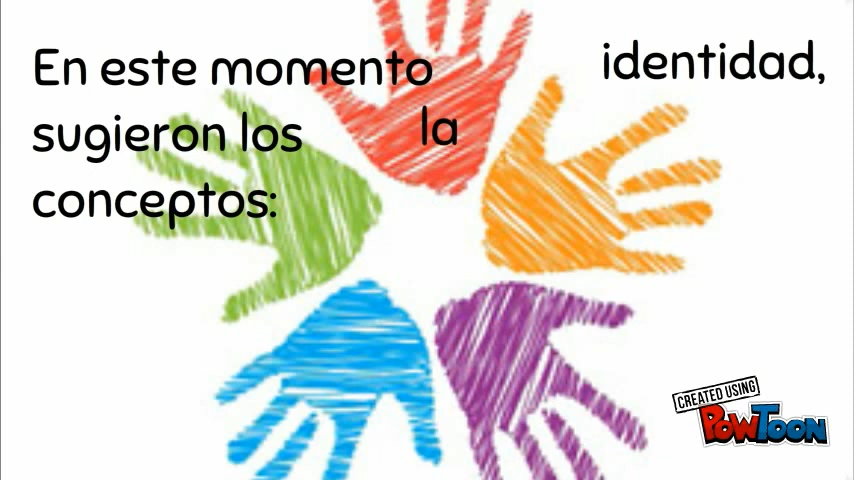 En este momento
sugieron los
conceptos:
la
identidad,
CREATED USING
POWTOON